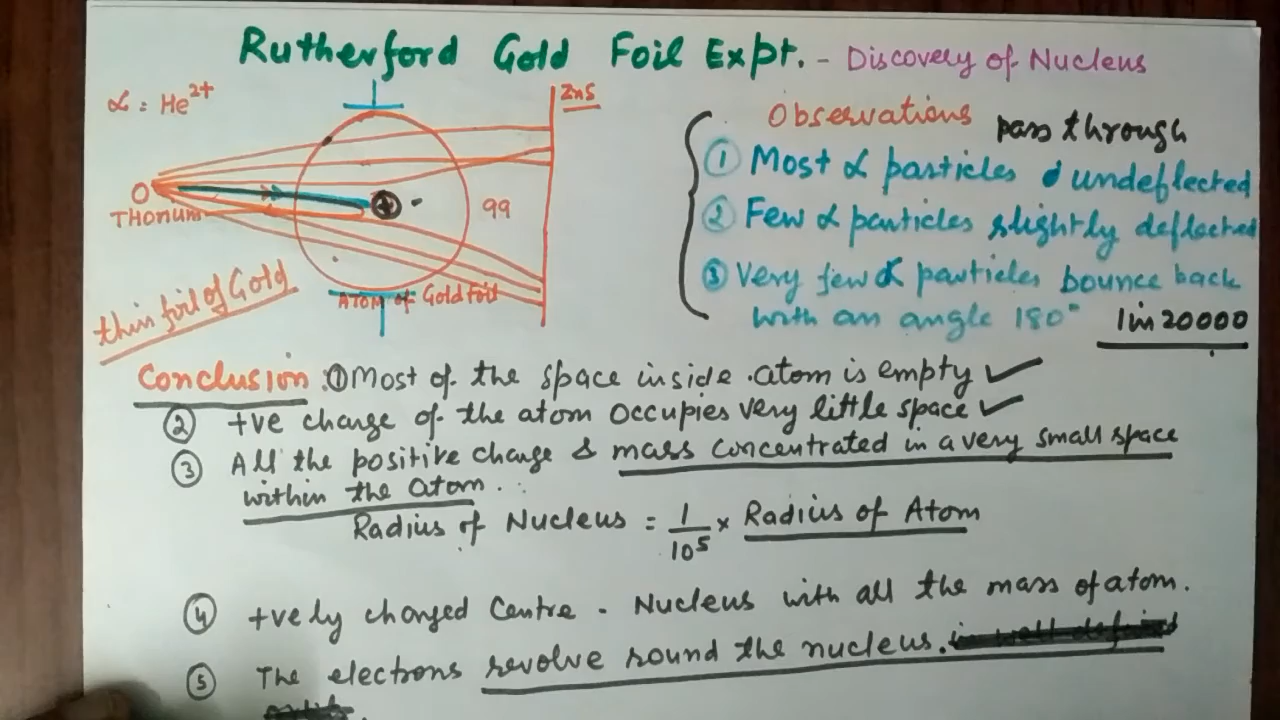 Rutherford Gold Foil Expt. - Discovery of Nucleus
α : He2+
ZnS
THORIUM
99
ATOM of Gold Foil
thin foil of Gold
Observations
pass through
① Most α particles undeflected
② Few α particles slightly deflected
③ Very few α particles bounce back
with an angle 180° 1 in 20000
Conclusion : ① Most of the space inside atom is empty ✓
② +ve charge of the atom occupies very little space ✓
③ All the positive charge & mass concentrated in a very small space
within the atom.
Radius of Nucleus = 1/10⁵ × Radius of Atom
④ +vely charged Centre - Nucleus with all the mass of atom.
⑤ The electrons revolve round the nucleus.